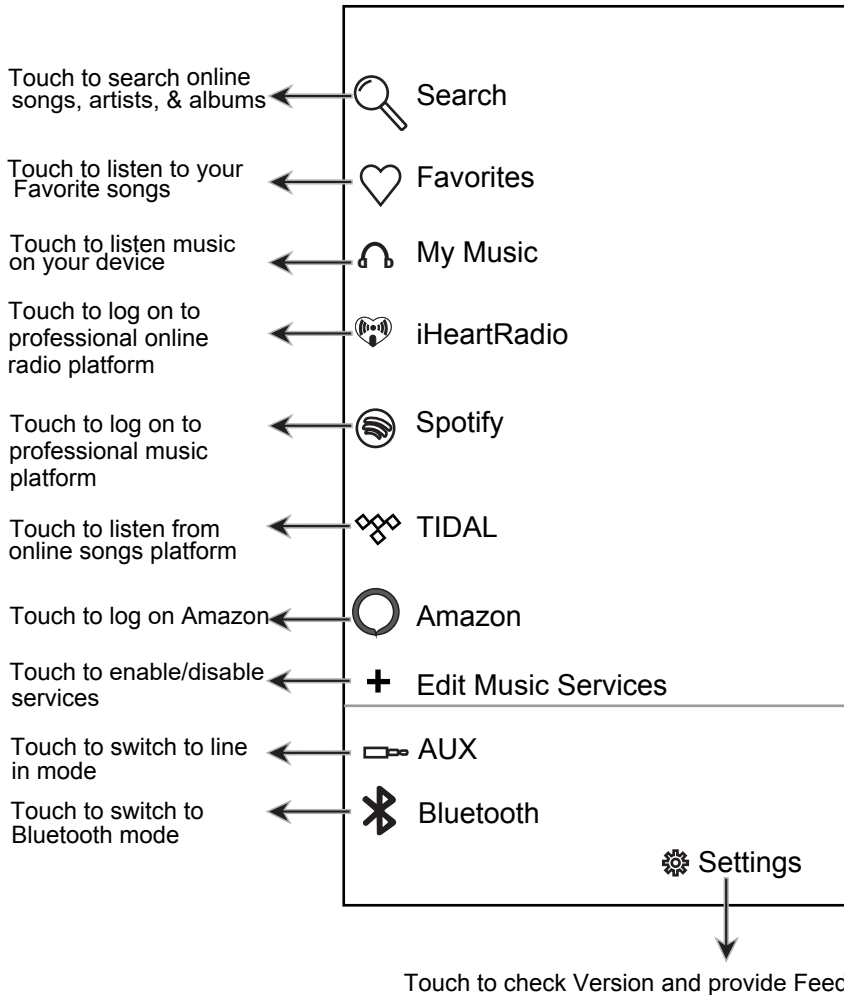 Touch to search online
songs, artists, & albums
Search
Touch to listen to your
Favorite songs
Favorites
Touch to listen music
on your device
My Music
Touch to log on to
professional online
radio platform
iHeartRadio
Touch to log on to
professional music
platform
Spotify
Touch to listen from
online songs platform
TIDAL
Touch to log on Amazon
Amazon
Touch to enable/disable
services
Edit Music Services
Touch to switch to line
in mode
AUX
Touch to switch to
Bluetooth mode
Bluetooth
Settings
Touch to check Version and provide Feed